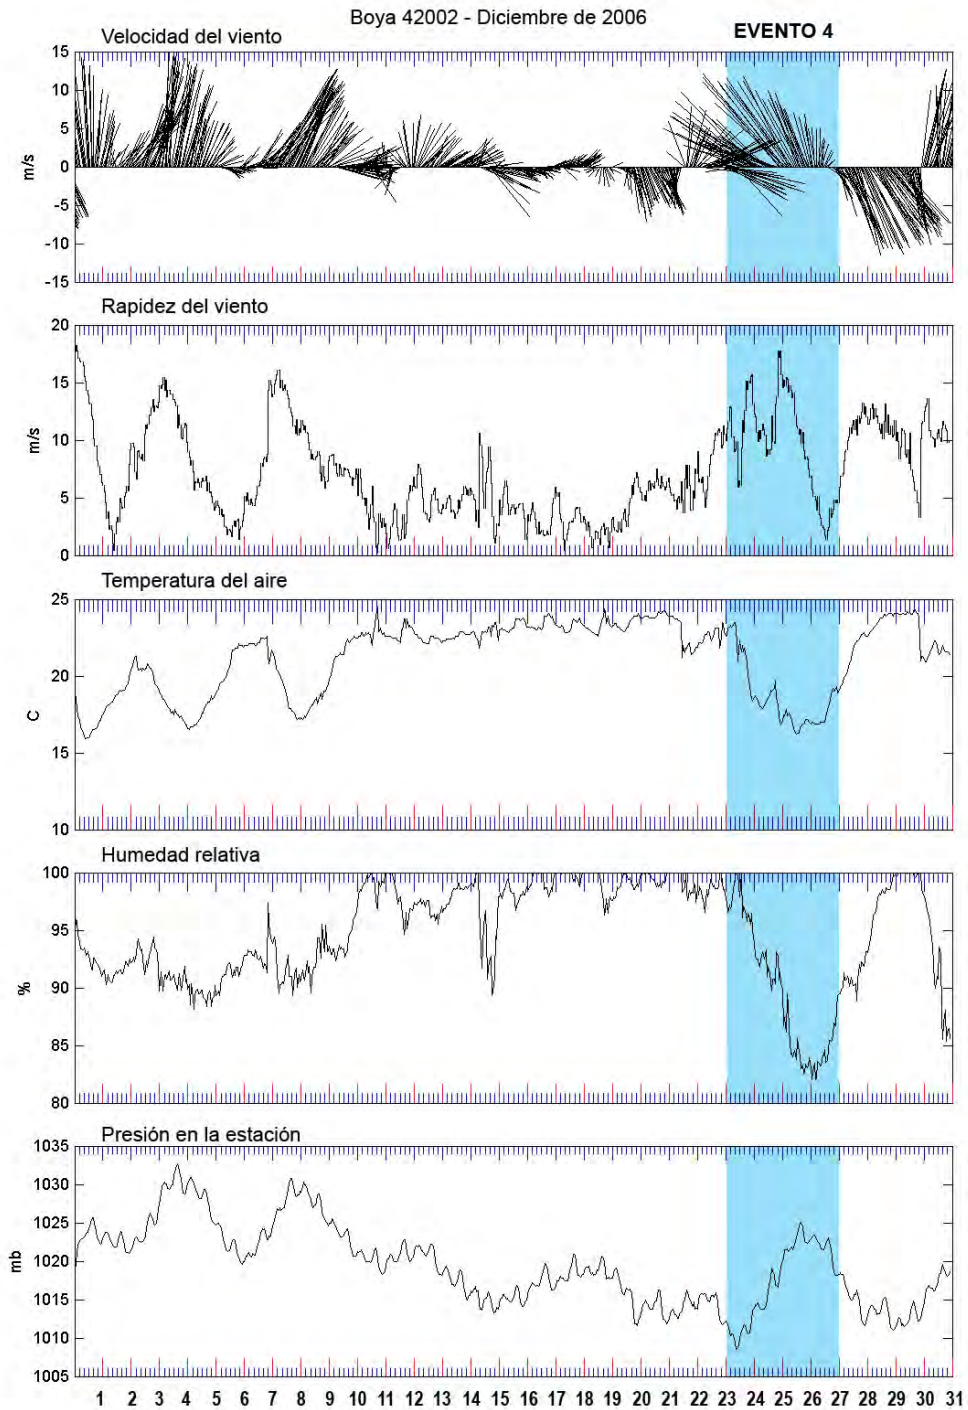 Boya 42002 - Diciembre de 2006
Velocidad del viento
EVENTO 4
15
10
5
0
-5
-10
-15
m/s
Rapidez del viento
20
15
10
5
0
m/s
Temperatura del aire
25
20
15
10
C
Humedad relativa
100
95
90
85
80
%
Presión en la estación
1035
1030
1025
1020
1015
1010
1005
mb
1 2 3 4 5 6 7 8 9 10 11 12 13 14 15 16 17 18 19 20 21 22 23 24 25 26 27 28 29 30 31